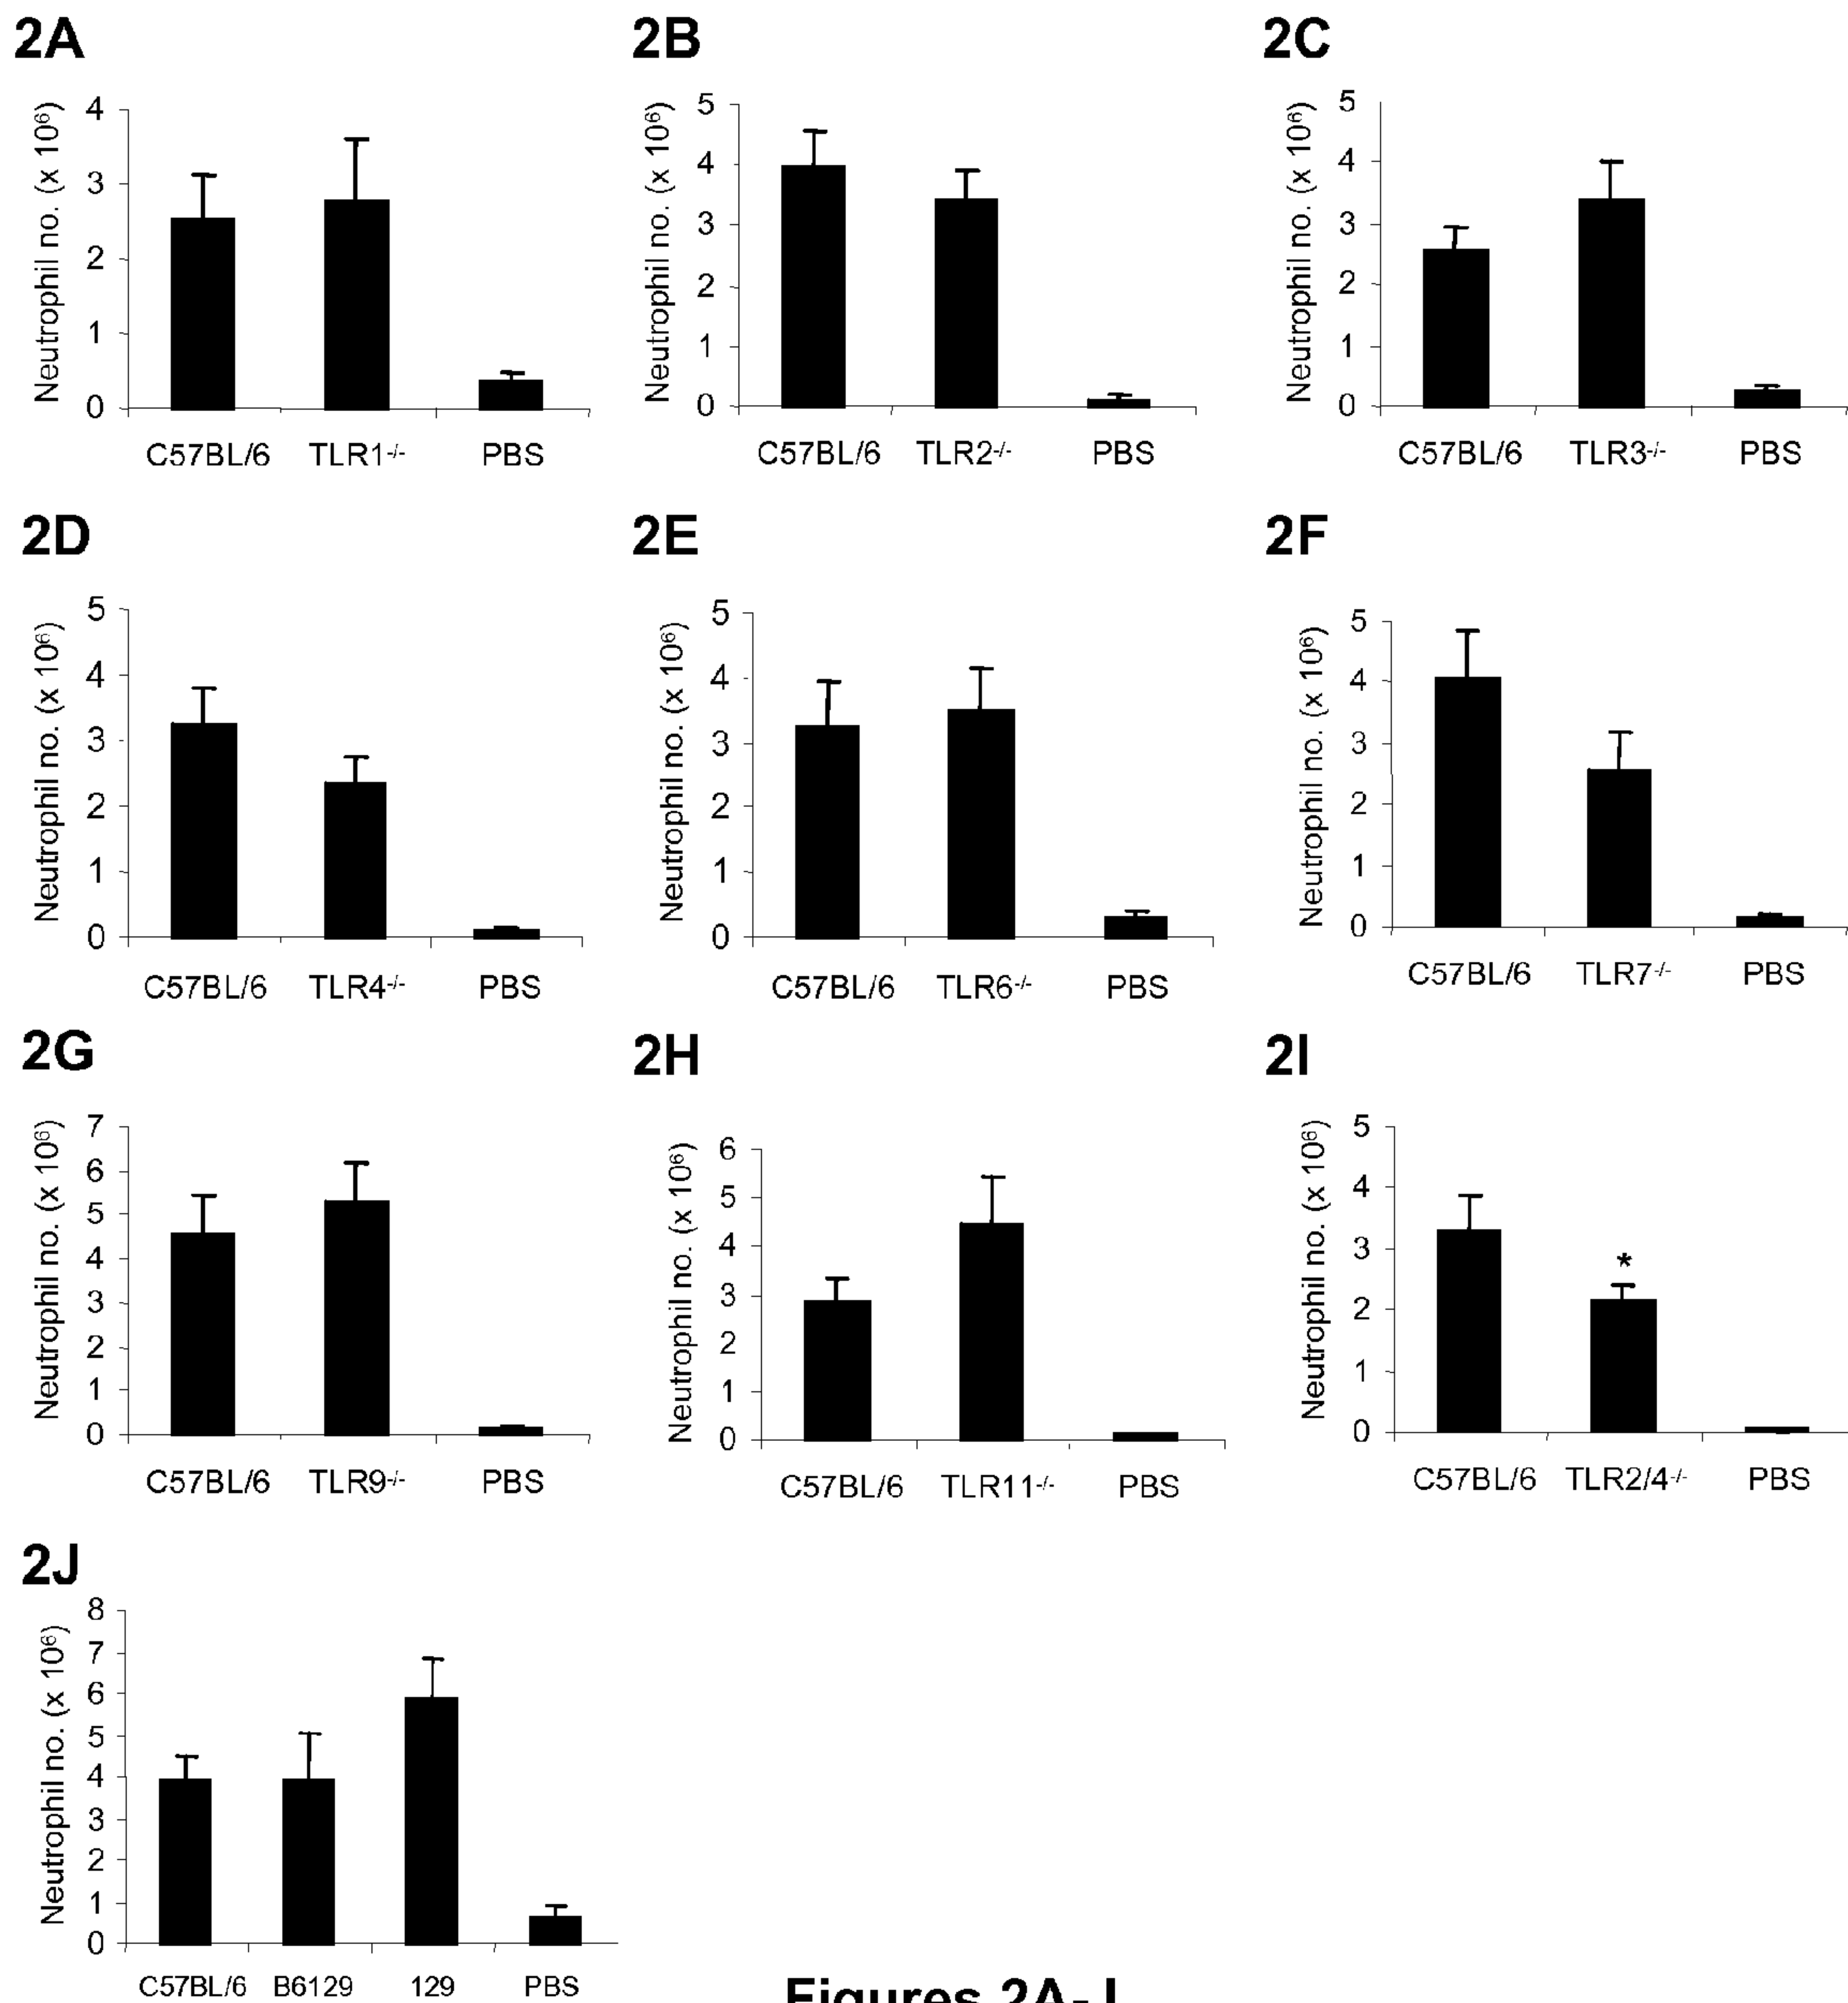 2A
Neutrophil no. (x 10⁶)
4
3
2
1
0
C57BL/6 TLR1-/- PBS
2B
Neutrophil no. (x 10⁶)
5
4
3
2
1
0
C57BL/6 TLR2-/- PBS
2C
Neutrophil no. (x 10⁶)
5
4
3
2
1
0
C57BL/6 TLR3-/- PBS
2D
Neutrophil no. (x 10⁶)
5
4
3
2
1
0
C57BL/6 TLR4-/- PBS
2E
Neutrophil no. (x 10⁶)
5
4
3
2
1
0
C57BL/6 TLR6-/- PBS
2F
Neutrophil no. (x 10⁶)
5
4
3
2
1
0
C57BL/6 TLR7-/- PBS
2G
Neutrophil no. (x 10⁶)
7
6
5
4
3
2
1
0
C57BL/6 TLR9-/- PBS
2H
Neutrophil no. (x 10⁶)
6
5
4
3
2
1
0
C57BL/6 TLR11-/- PBS
2I
Neutrophil no. (x 10⁶)
5
4
3
2
1
0
*
C57BL/6 TLR2/4-/- PBS
2J
Neutrophil no. (x 10⁶)
8
7
6
5
4
3
2
1
0
C57BL/6 B6129 129 PBS
Figures 2A-J